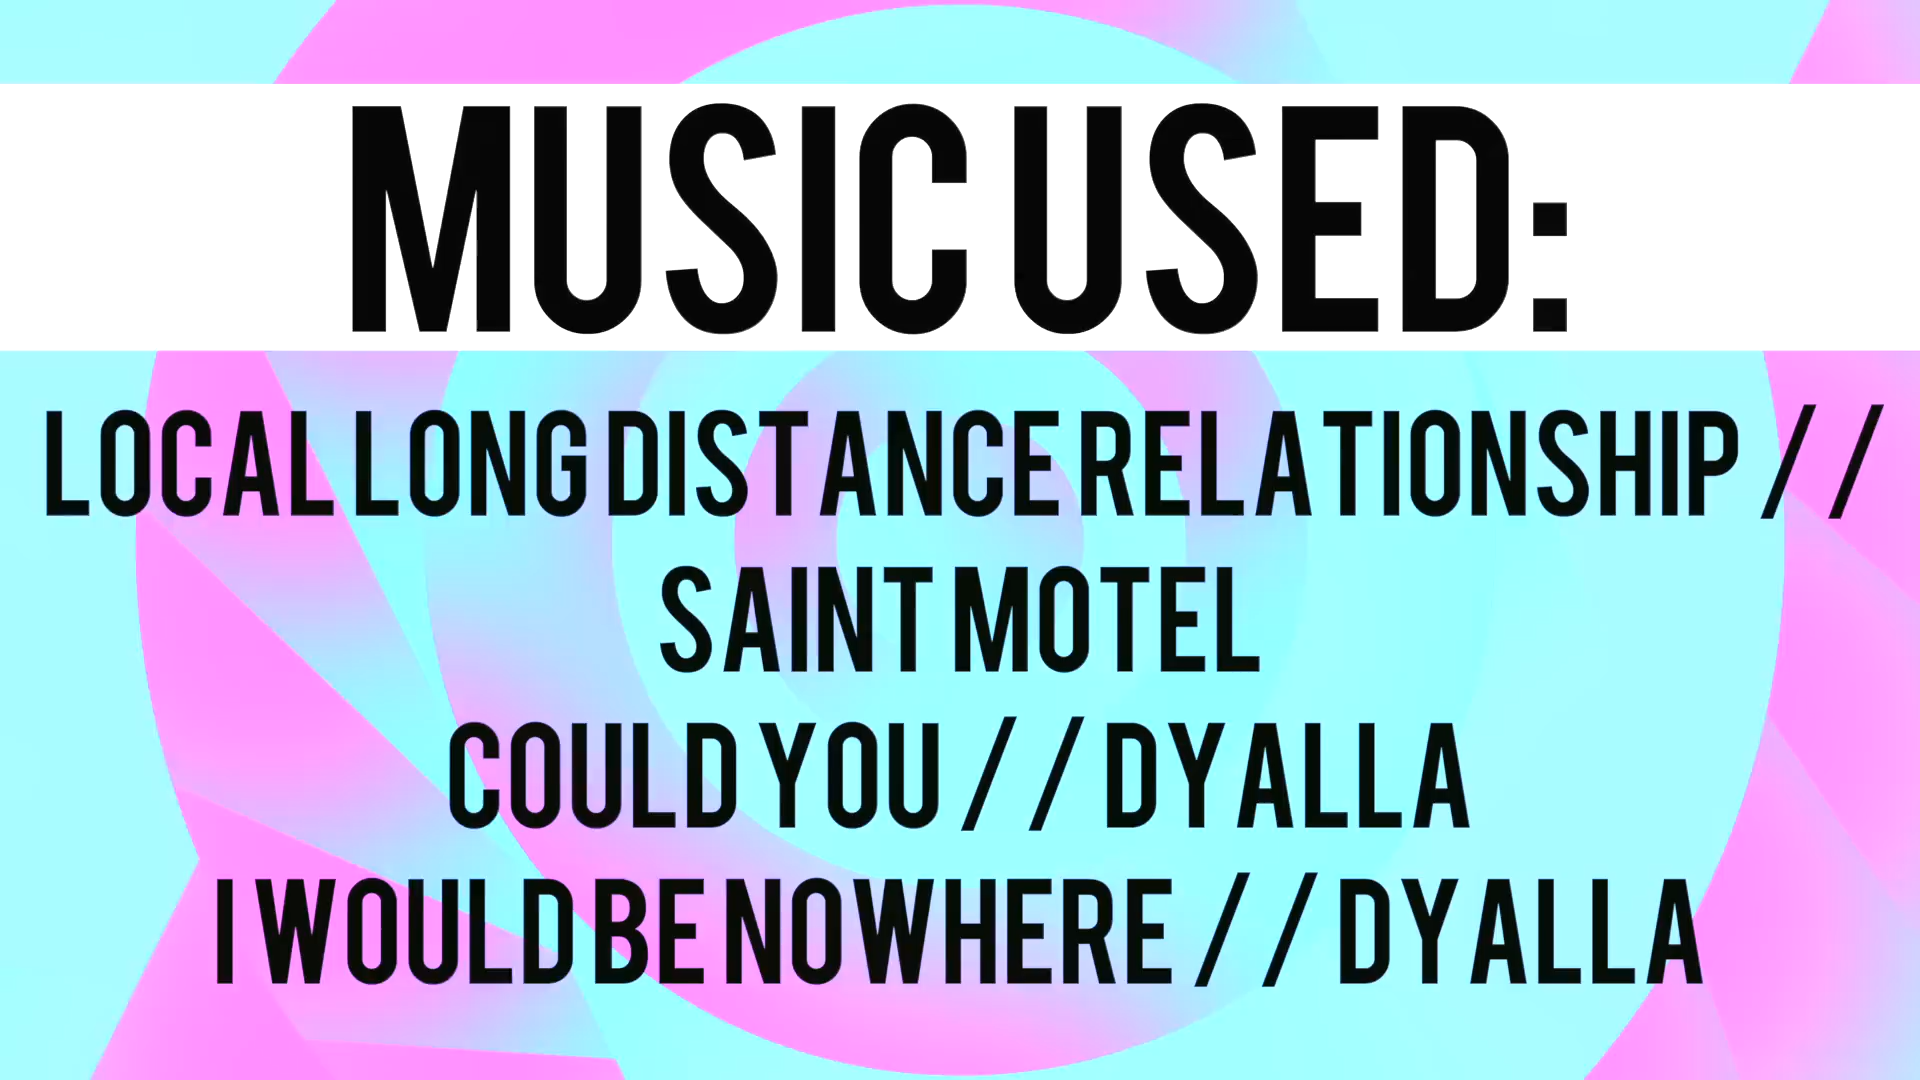 MUSIC USED:
LOCAL LONG DISTANCE RELATIONSHIP //
SAINT MOTEL
COULD YOU // DYALLA
I WOULD BE NOWHERE // DYALLA